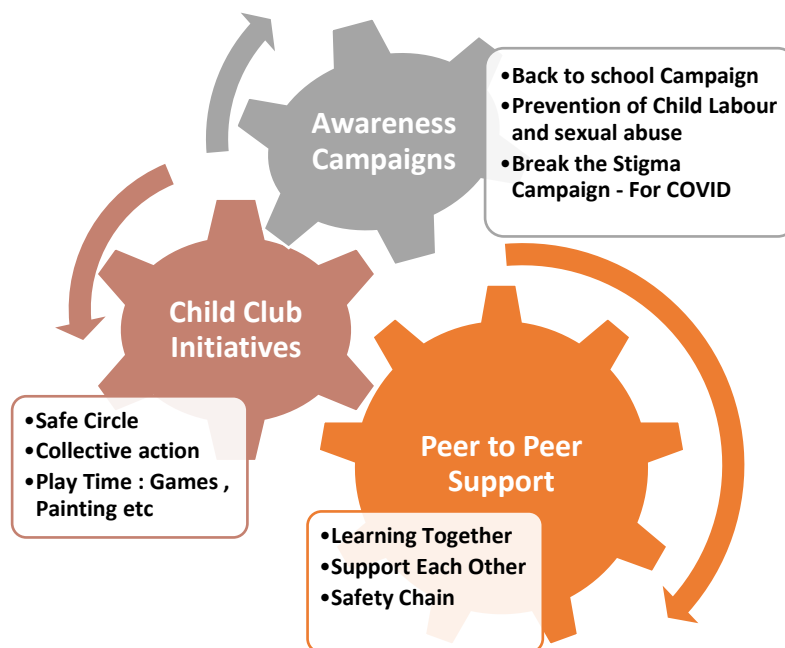 Awareness
Campaigns
•Back to school Campaign
•Prevention of Child Labour
and sexual abuse
•Break the Stigma
Campaign - For COVID
Child Club
Initiatives
•Safe Circle
•Collective action
•Play Time : Games ,
Painting etc
Peer to Peer
Support
•Learning Together
•Support Each Other
•Safety Chain